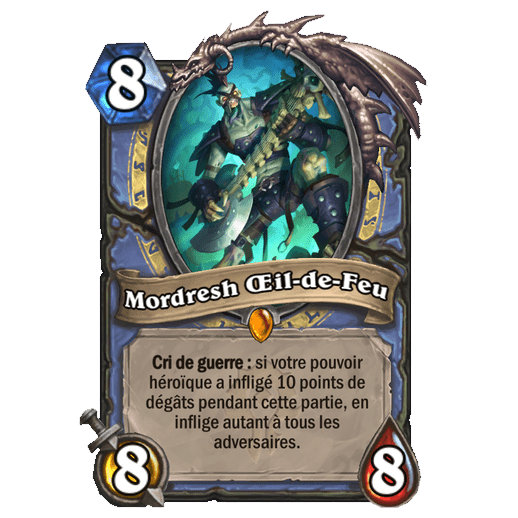 8
Mordresh Œil-de-Feu
Cri de guerre : si votre pouvoir
héroïque a infligé 10 points de
dégâts pendant cette partie, en
inflige autant à tous les
adversaires.
8
8